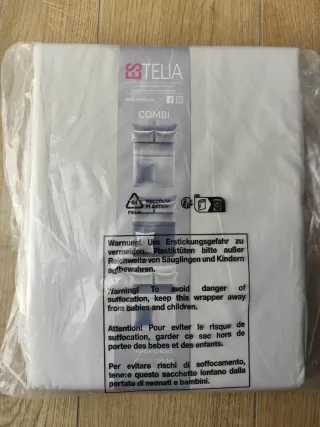 ESTELIA
COMBI
RACCOLTA
PLASTICA
04
Warnung! Um Erstickungsgefahr zu
vermeiden, Plastiktüten bitte außer
Reichweite von Säuglingen und Kindern
aufbewahren.
Warning! To avoid danger of
suffocation, keep this wrapper away
from babies and children.
Attention! Pour eviter le risque de
suffocation, garder ce sac hors de
portee des bebes et des enfants.
Per evitare rischi di soffocamento,
tenere questo sacchetto lontano dalla
portata di neonati e bambini.